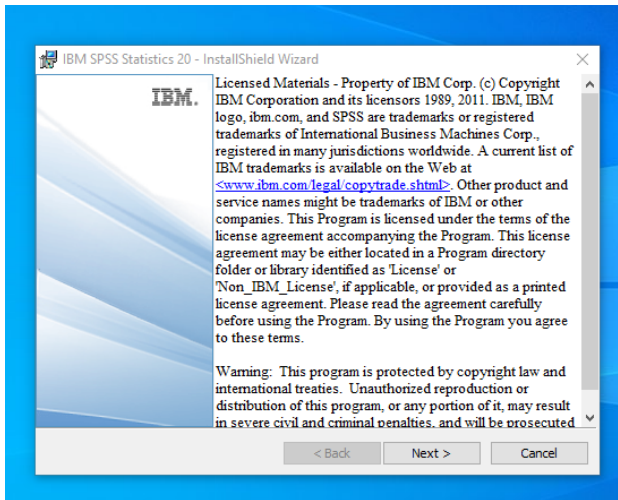 IBM SPSS Statistics 20 - InstallShield Wizard
IBM.
Licensed Materials - Property of IBM Corp. (c) Copyright
IBM Corporation and its licensors 1989, 2011. IBM, IBM
logo, ibm.com, and SPSS are trademarks or registered
trademarks of International Business Machines Corp.,
registered in many jurisdictions worldwide. A current list of
IBM trademarks is available on the Web at
<www.ibm.com/legal/copytrade.shtml>. Other product and
service names might be trademarks of IBM or other
companies. This Program is licensed under the terms of the
license agreement accompanying the Program. This license
agreement may be either located in a Program directory
folder or library identified as 'License' or
'Non_IBM_License', if applicable, or provided as a printed
license agreement. Please read the agreement carefully
before using the Program. By using the Program you agree
to these terms.
Warning: This program is protected by copyright law and
international treaties. Unauthorized reproduction or
distribution of this program, or any portion of it, may result
in severe civil and criminal penalties, and will be prosecuted
< Back
Next >
Cancel